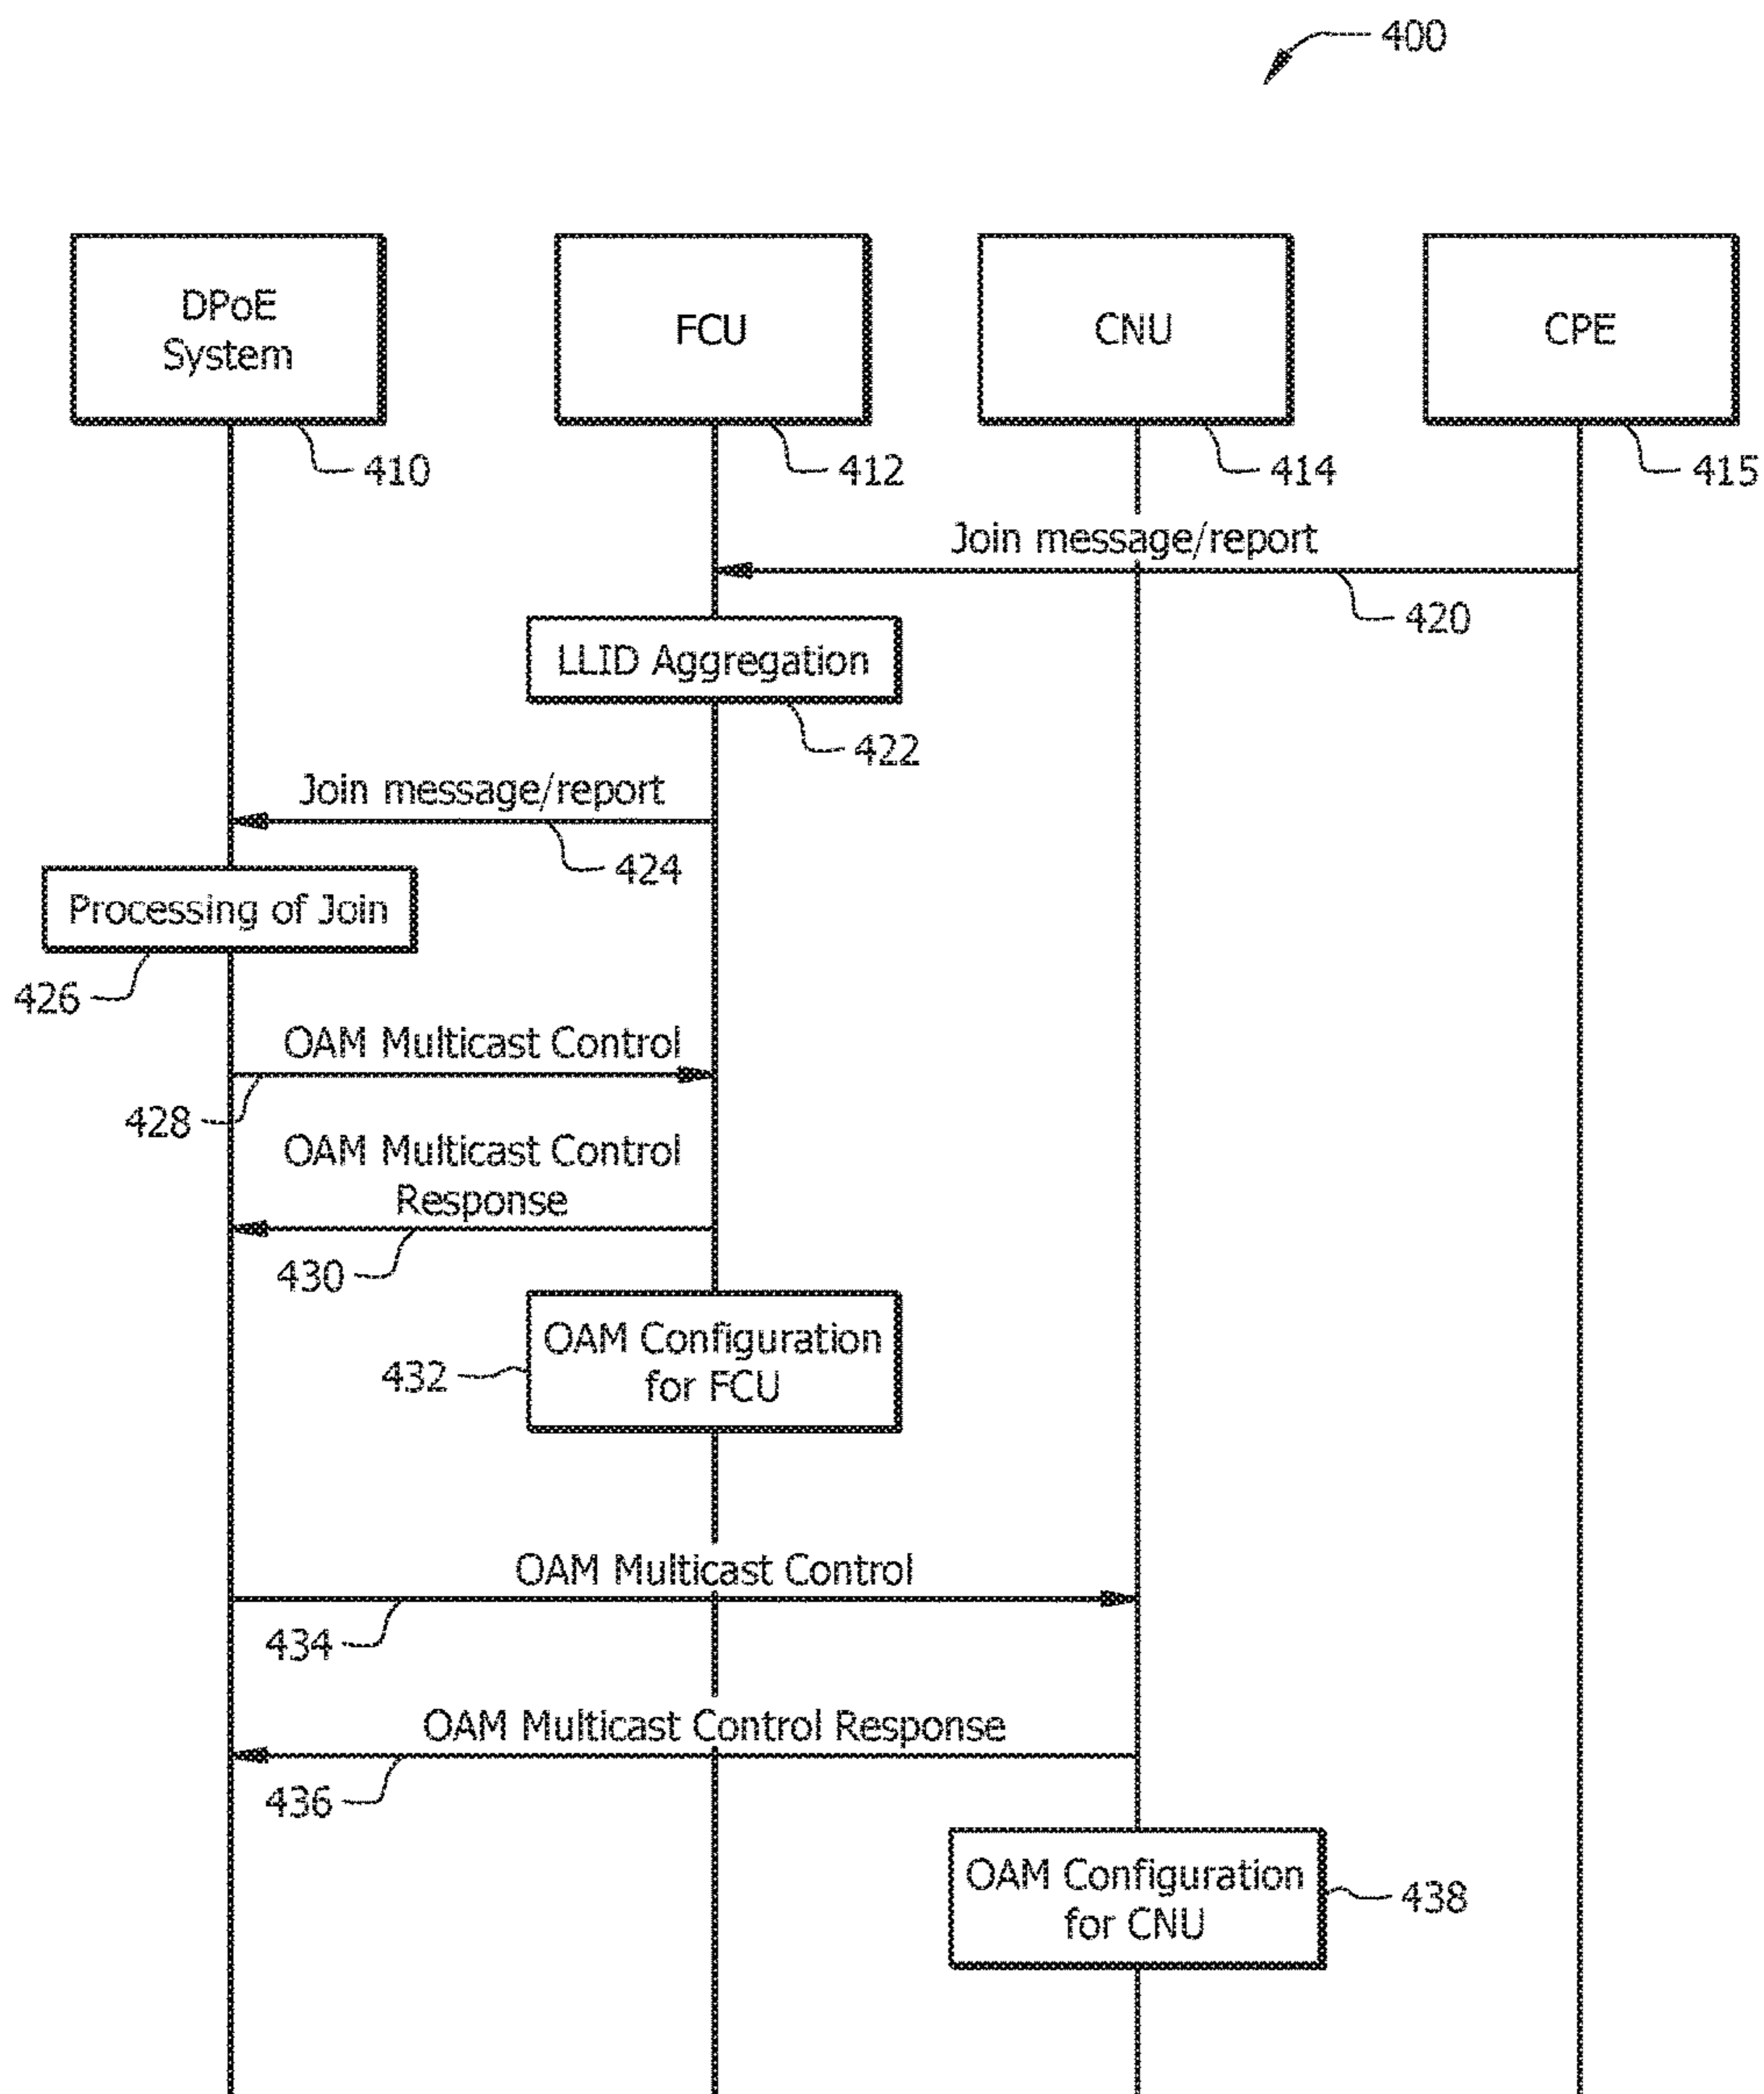 400
DPoE
System
FCU
CNU
CPE
410
412
414
415
Join message/report
420
LLID Aggregation
422
Join message/report
424
Processing of Join
426
OAM Multicast Control
428
OAM Multicast Control
Response
430
OAM Configuration
for FCU
432
OAM Multicast Control
434
OAM Multicast Control Response
436
OAM Configuration
for CNU
438